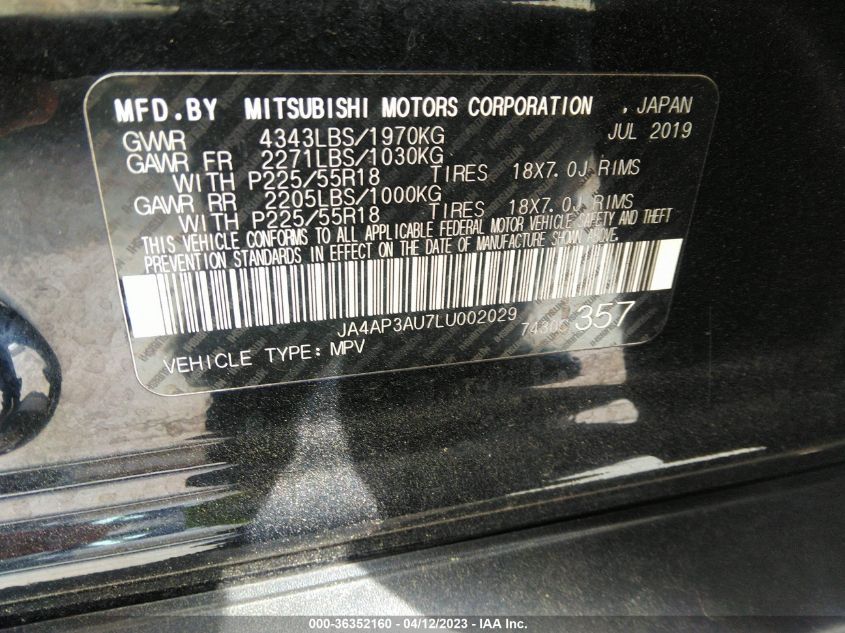 MFD.BY MITSUBISHI MOTORS CORPORATION , JAPAN
GVWR 4343LBS/1970KG JUL 2019
GAWR FR 2271LBS/1030KG
WITH P225/55R18 TIRES 18X7.0J RIMS
GAWR RR 2205LBS/1000KG
WITH P225/55R18 TIRES 18X7.0J RIMS
THIS VEHICLE CONFORMS TO ALL APPLICABLE FEDERAL MOTOR VEHICLE SAFETY AND THEFT
PREVENTION STANDARDS IN EFFECT ON THE DATE OF MANUFACTURE SHOWN ABOVE.
JA4AP3AU7LU002029
357
VEHICLE TYPE: MPV
000-36352160 - 04/12/2023 - IAA Inc.